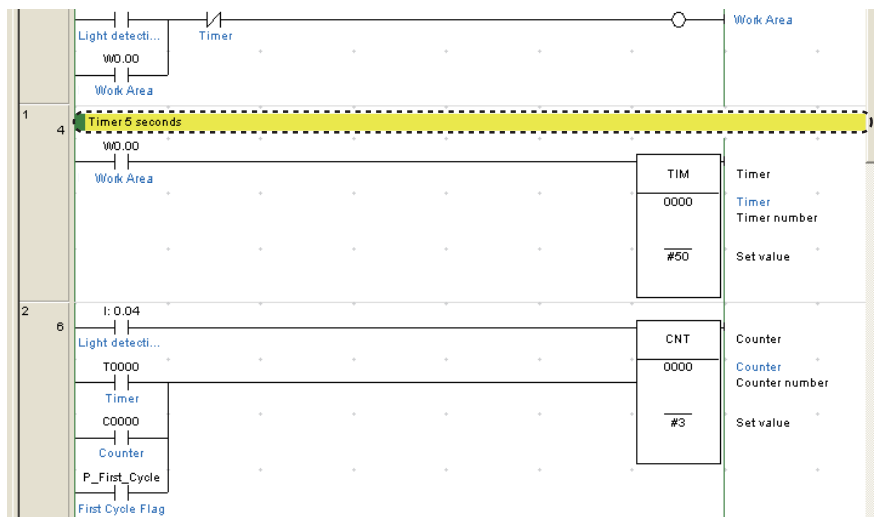 Light detecti...
Timer
Work Area
W0.00
Work Area
1
4
Timer 5 seconds
W0.00
Work Area
TIM
Timer
0000
Timer
Timer number
#50
Set value
2
6
I: 0.04
Light detecti...
CNT
Counter
T0000
Timer
0000
Counter
Counter number
C0000
Counter
#3
Set value
P_First_Cycle
First Cycle Flag